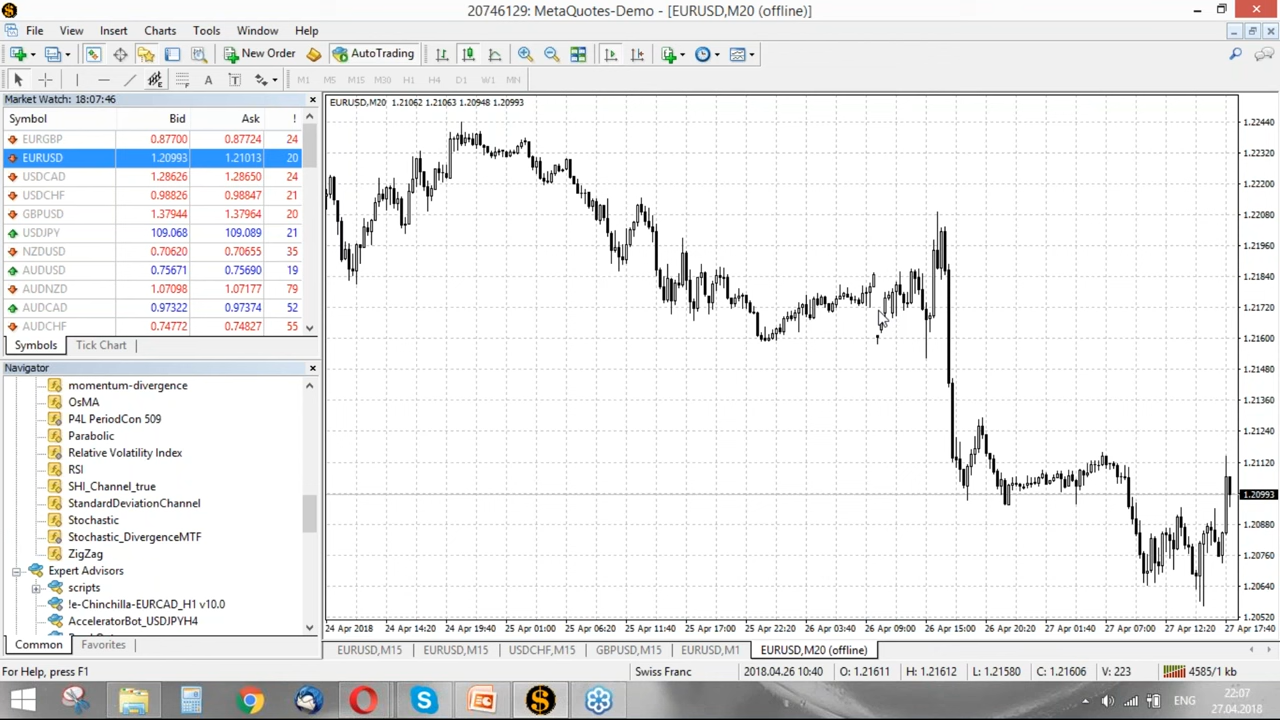 20746129: MetaQuotes-Demo - [EURUSD,M20 (offline)]
File View Insert Charts Tools Window Help
New Order AutoTrading
A T M1 M5 M15 M30 H1 H4 D1 W1 MN
Market Watch: 18:07:46
Symbol Bid Ask !
EURGBP 0.87700 0.87724 24
EURUSD 1.20993 1.21013 20
USDCAD 1.28626 1.28650 24
USDCHF 0.98826 0.98847 21
GBPUSD 1.37944 1.37964 20
USDJPY 109.068 109.089 21
NZDUSD 0.70620 0.70655 35
AUDUSD 0.75671 0.75690 19
AUDNZD 1.07098 1.07177 79
AUDCAD 0.97322 0.97374 52
AUDCHF 0.74772 0.74827 55
Symbols Tick Chart
Navigator
momentum-divergence
OsMA
P4L PeriodCon 509
Parabolic
Relative Volatility Index
RSI
SHI_Channel_true
StandardDeviationChannel
Stochastic
Stochastic_DivergenceMTF
ZigZag
Expert Advisors
scripts
!e-Chinchilla-EURCAD_H1 v10.0
AcceleratorBot_USDJPYH4
Common Favorites
EURUSD,M20 1.21062 1.21063 1.20948 1.20993
1.22440
1.22320
1.22200
1.22080
1.21960
1.21840
1.21720
1.21600
1.21480
1.21360
1.21240
1.21120
1.20993
1.20880
1.20760
1.20640
1.20520
24 Apr 2018 24 Apr 14:20 24 Apr 19:40 25 Apr 01:00 25 Apr 06:20 25 Apr 11:40 25 Apr 17:00 25 Apr 22:20 26 Apr 03:40 26 Apr 09:00 26 Apr 15:00 26 Apr 20:20 27 Apr 01:40 27 Apr 07:00 27 Apr 12:20 27 Apr 17:40
EURUSD,M15 EURUSD,M15 USDCHF,M15 GBPUSD,M15 EURUSD,M1 EURUSD,M20 (offline)
For Help, press F1 Swiss Franc 2018.04.26 10:40 O: 1.21611 H: 1.21612 L: 1.21580 C: 1.21606 V: 223 4585/1 kb
ENG 22:07
27.04.2018